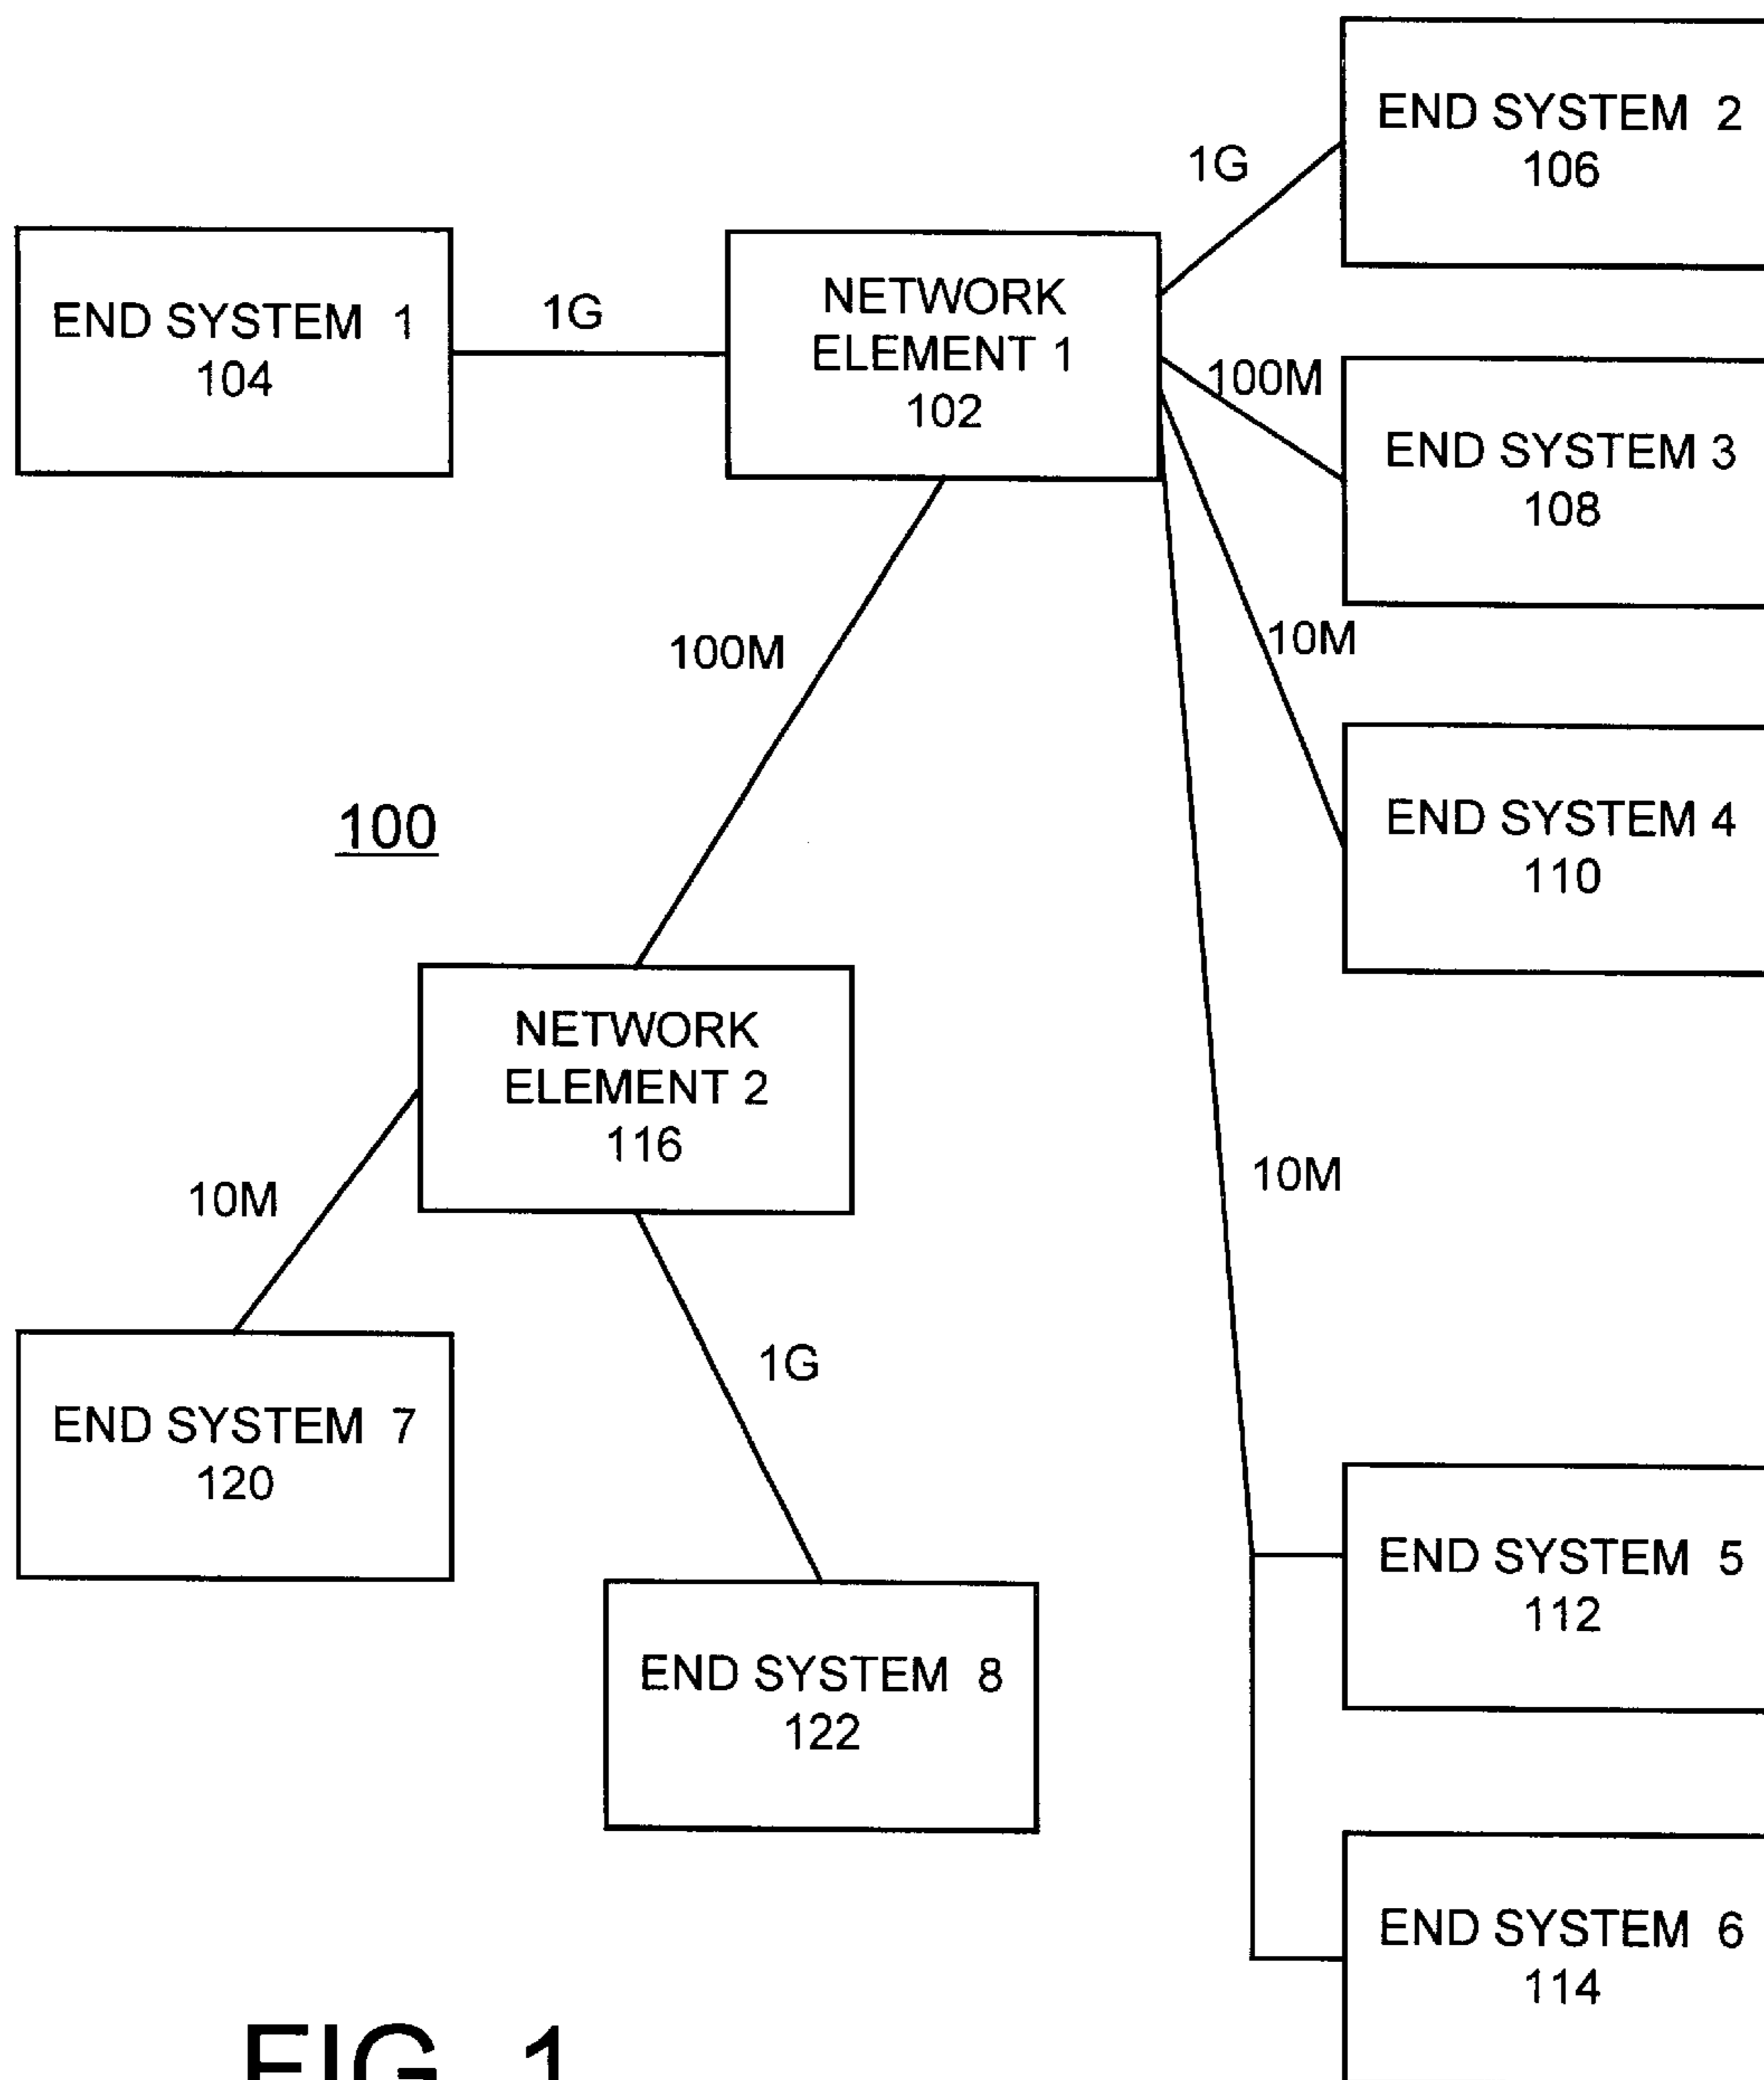 END SYSTEM 2
106
1G
END SYSTEM 1
104
1G
NETWORK
ELEMENT 1
102
100M
END SYSTEM 3
108
10M
100M
END SYSTEM 4
110
100
NETWORK
ELEMENT 2
116
10M
10M
1G
END SYSTEM 7
120
END SYSTEM 5
112
END SYSTEM 8
122
END SYSTEM 6
114
FIG. 1